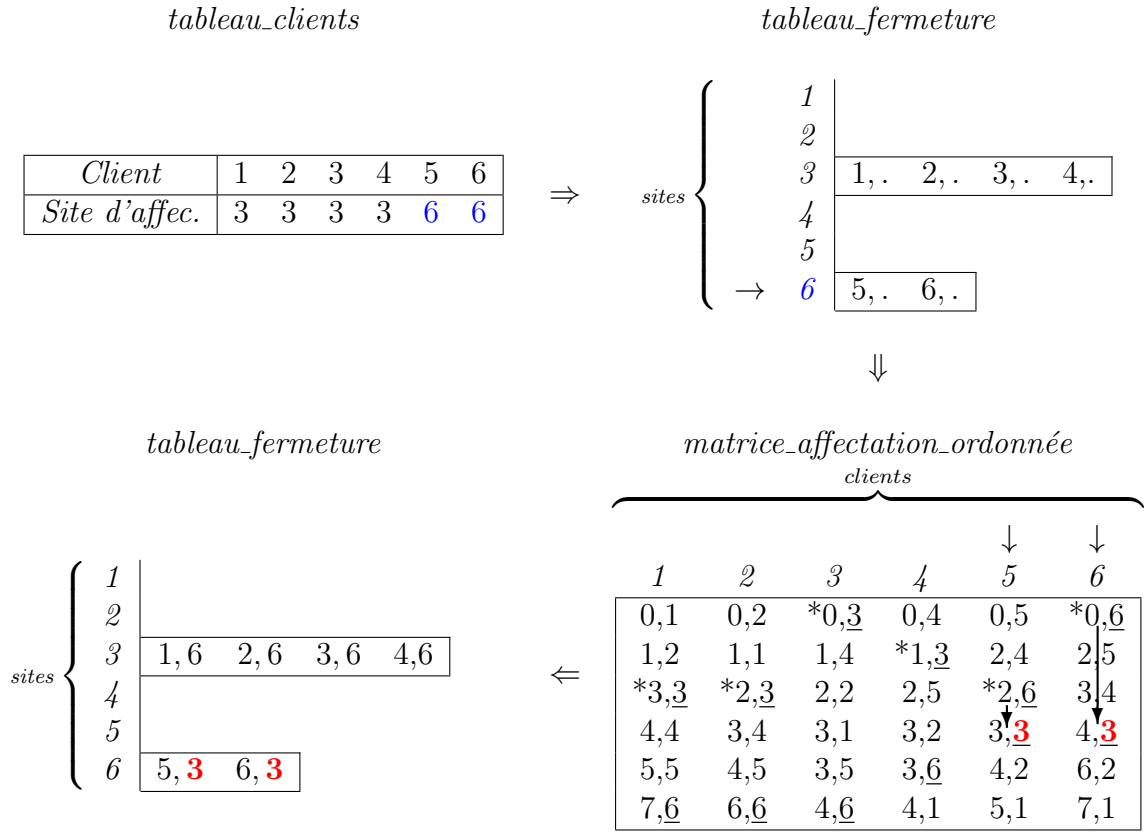 tableau_clients
tableau_fermeture
Client 1 2 3 4 5 6
Site d'affec. 3 3 3 3 6 6
⇒
sites
1
2
3 1, . 2, . 3, . 4,.
4
5
→ 6 5, . 6, .
⇓
tableau_fermeture
sites
1
2
3 1, 6 2, 6 3, 6 4,6
4
5
6 5, 3 6, 3
⇐
matrice_affectation_ordonnée
clients
↓ ↓
1 2 3 4 5 6
0,1 0,2 *0,3 0,4 0,5 *0,6
1,2 1,1 1,4 *1,3 2,4 2,5
*3,3 *2,3 2,2 2,5 *2,6 3,4
4,4 3,4 3,1 3,2 3,3 4,3
5,5 4,5 3,5 3,6 4,2 6,2
7,6 6,6 4,6 4,1 5,1 7,1